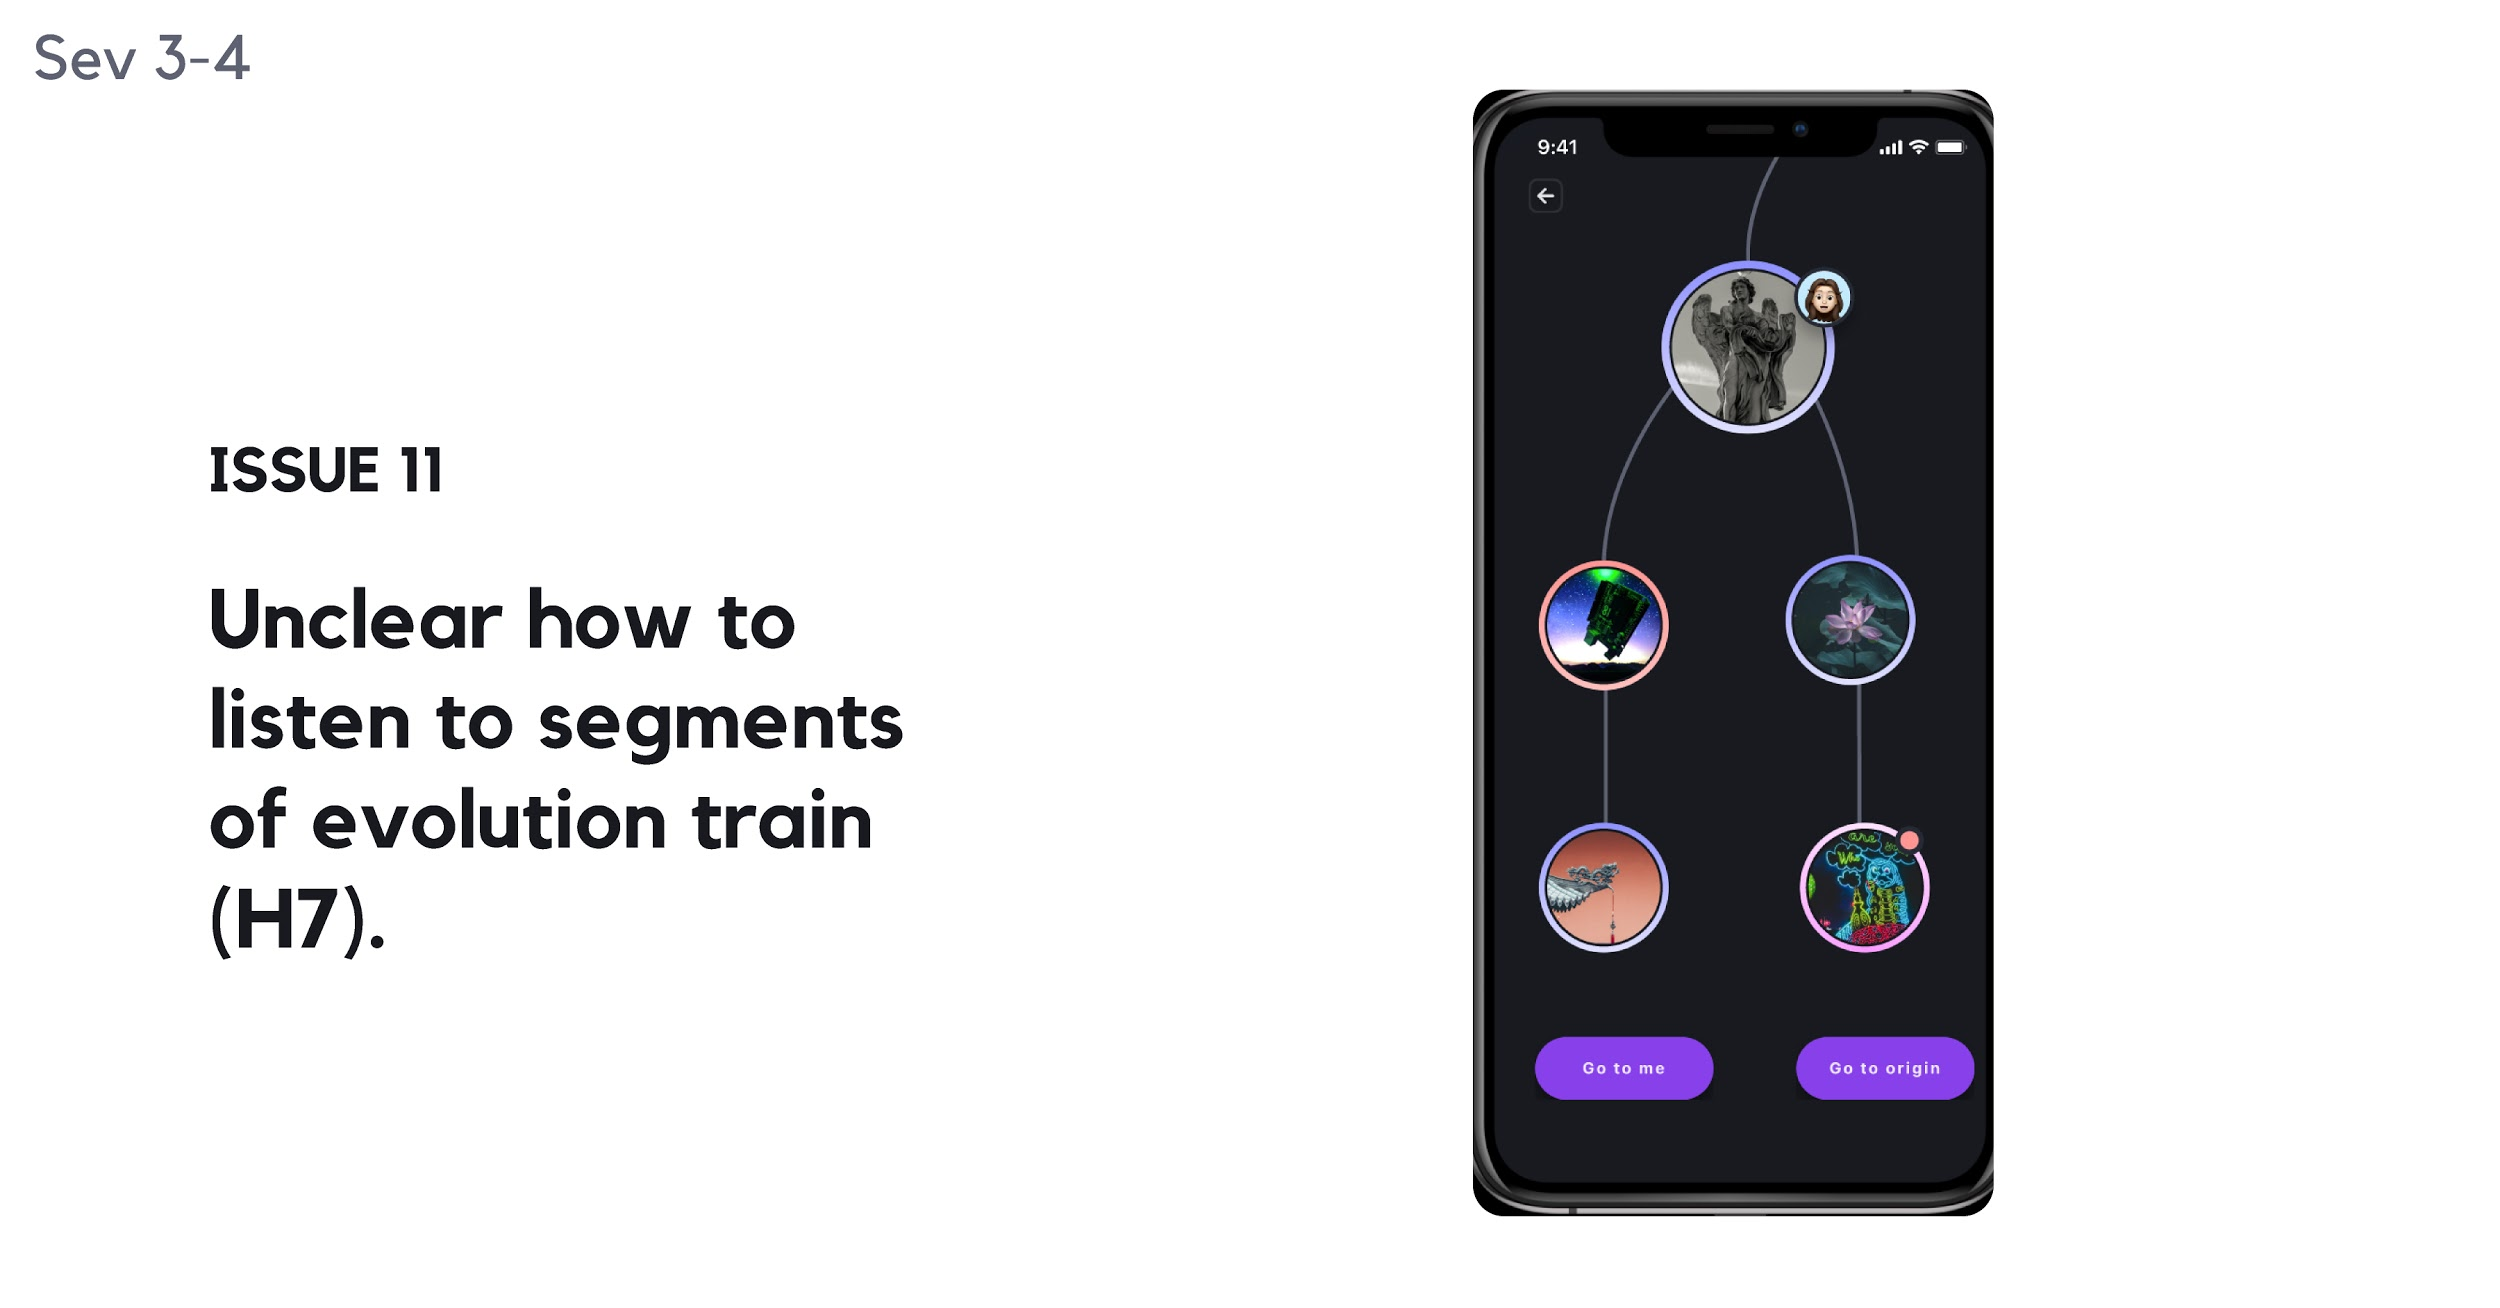 Sev 3-4
ISSUE 11
Unclear how to
listen to segments
of evolution train
(H7).
9:41
Go to me
Go to origin